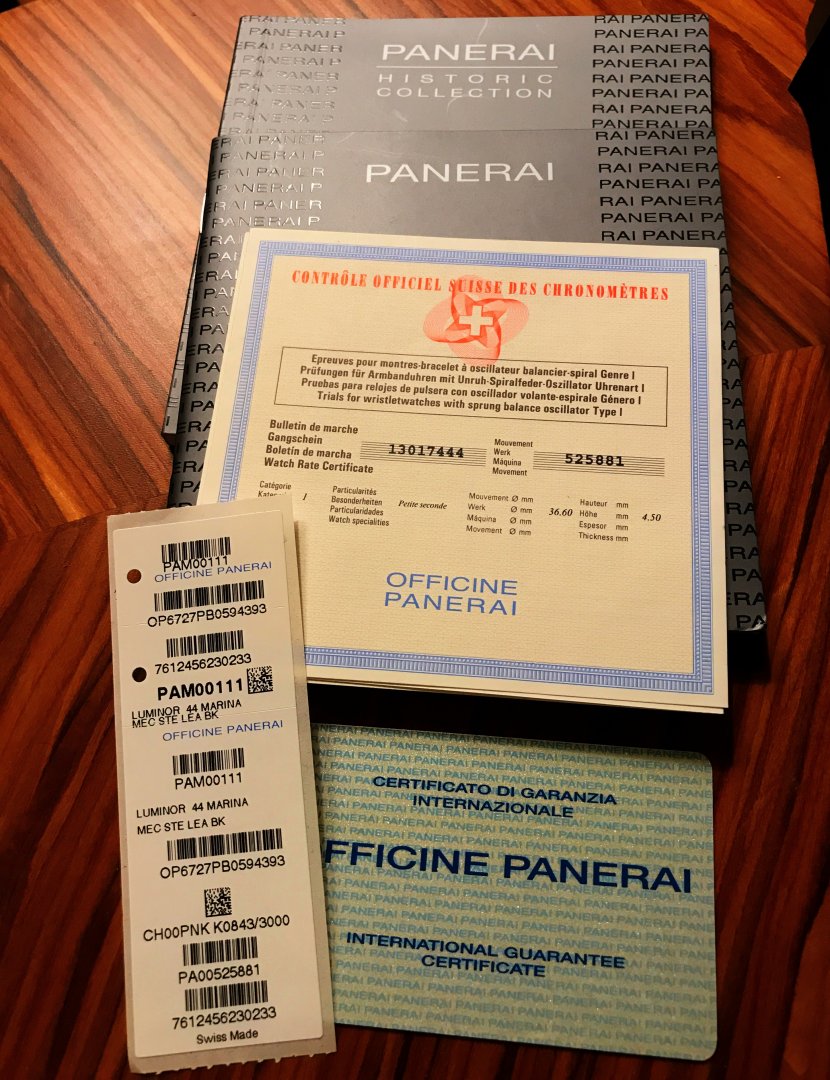 PANERAI
HISTORIC
COLLECTION
PANERAI
CONTRÔLE OFFICIEL SUISSE DES CHRONOMÈTRES
Epreuves pour montres-bracelet à oscillateur balancier-spiral Genre I
Prüfungen für Armbanduhren mit Unruh-Spiralfeder-Oszillator Uhrenart I
Pruebas para relojes de pulsera con oscilador volante-espirale Género I
Trials for wristletwatches with sprung balance oscillator Type I
Bulletin de marche
Gangschein
Boletín de marcha
Watch Rate Certificate
13017444
Mouvement
Werk
Máquina
Movement
525881
Catégorie
1
Particularités
Besonderheiten
Particularidades
Watch specialities
Petite seconde
Mouvement Ø mm
Werk Ø mm
Máquina Ø mm
Movement Ø mm
36.60
Hauteur mm
Höhe mm
Espesor mm
Thickness mm
4.50
OFFICINE
PANERAI
PAM00111
OFFICINE PANERAI
OP6727PB0594393
7612456230233
PAM00111
LUMINOR 44 MARINA
MEC STE LEA BK
OFFICINE PANERAI
PAM00111
LUMINOR 44 MARINA
MEC STE LEA BK
OP6727PB0594393
CH00PNK K0843/3000
PA00525881
7612456230233
Swiss Made
CERTIFICATO DI GARANZIA
INTERNAZIONALE
FFICINE PANERAI
INTERNATIONAL GUARANTEE
CERTIFICATE